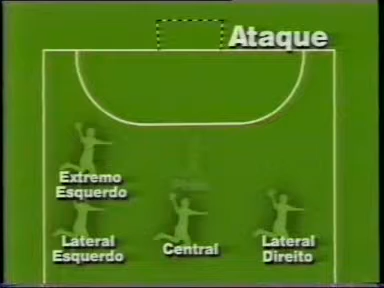 Ataque
Extremo
Esquerdo
Lateral
Esquerdo
Central
Lateral
Direito